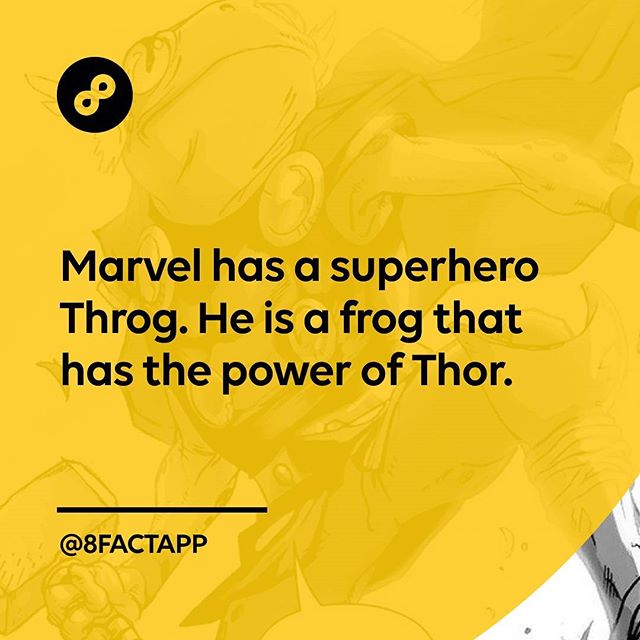 Marvel has a superhero
Throg. He is a frog that
has the power of Thor.
@8FACTAPP